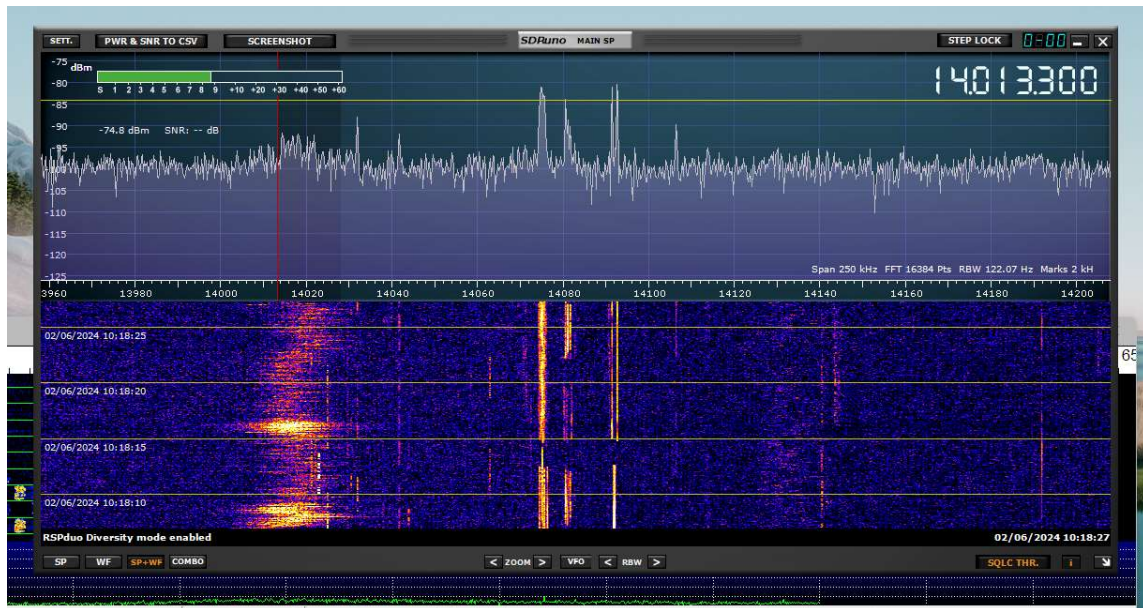 SETT. PWR & SNR TO CSV SCREENSHOT SDRuno MAIN SP STEP LOCK 0-00
-75 dBm
-80
S 1 2 3 4 5 6 7 8 9 +10 +20 +30 +40 +50 +60
14.013.300
-85
-90
-74.8 dBm SNR: -- dB
-95
-100
-105
-110
-115
-120
Span 250 kHz FFT 16384 Pts RBW 122.07 Hz Marks 2 kH
-125
3960 13980 14000 14020 14040 14060 14080 14100 14120 14140 14160 14180 14200
02/06/2024 10:18:25
65
02/06/2024 10:18:20
02/06/2024 10:18:15
02/06/2024 10:18:10
RSPduo Diversity mode enabled 02/06/2024 10:18:27
SP WF SP+WF COMBO < ZOOM > VFO < RBW > SQLC THR. i